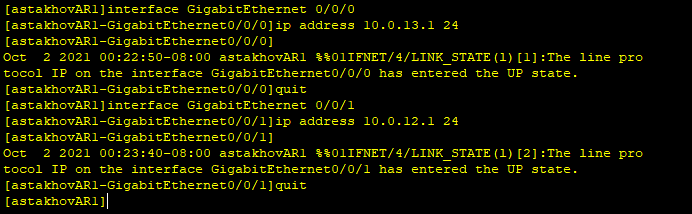 [astakhovAR1]interface GigabitEthernet 0/0/0
[astakhovAR1-GigabitEthernet0/0/0]ip address 10.0.13.1 24
[astakhovAR1-GigabitEthernet0/0/0]
Oct  2 2021 00:22:50-08:00 astakhovAR1 %%01IFNET/4/LINK_STATE(l)[1]:The line pro
tocol IP on the interface GigabitEthernet0/0/0 has entered the UP state.
[astakhovAR1-GigabitEthernet0/0/0]quit
[astakhovAR1]interface GigabitEthernet 0/0/1
[astakhovAR1-GigabitEthernet0/0/1]ip address 10.0.12.1 24
[astakhovAR1-GigabitEthernet0/0/1]
Oct  2 2021 00:23:40-08:00 astakhovAR1 %%01IFNET/4/LINK_STATE(l)[2]:The line pro
tocol IP on the interface GigabitEthernet0/0/1 has entered the UP state.
[astakhovAR1-GigabitEthernet0/0/1]quit
[astakhovAR1]